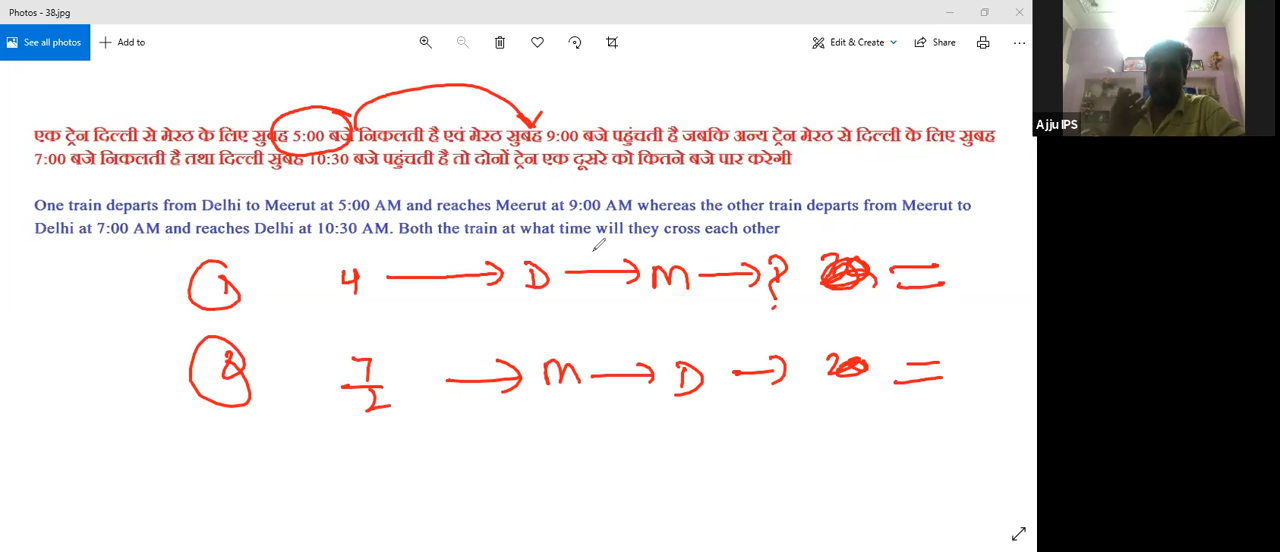 Photos - 38.jpg
See all photos
Add to
Edit & Create
Share
एक ट्रेन दिल्ली से मेरठ के लिए सुबह 5:00 बजे निकलती है एवं मेरठ सुबह 9:00 बजे पहुंचती है जबकि अन्य ट्रेन मेरठ से दिल्ली के लिए सुबह
7:00 बजे निकलती है तथा दिल्ली सुबह 10:30 बजे पहुंचती है तो दोनों ट्रेन एक दूसरे को कितने बजे पार करेगी
One train departs from Delhi to Meerut at 5:00 AM and reaches Meerut at 9:00 AM whereas the other train departs from Meerut to
Delhi at 7:00 AM and reaches Delhi at 10:30 AM. Both the train at what time will they cross each other
1 4 → D → M → ? =
2 7/2 → M → D → =
Ajju IPS